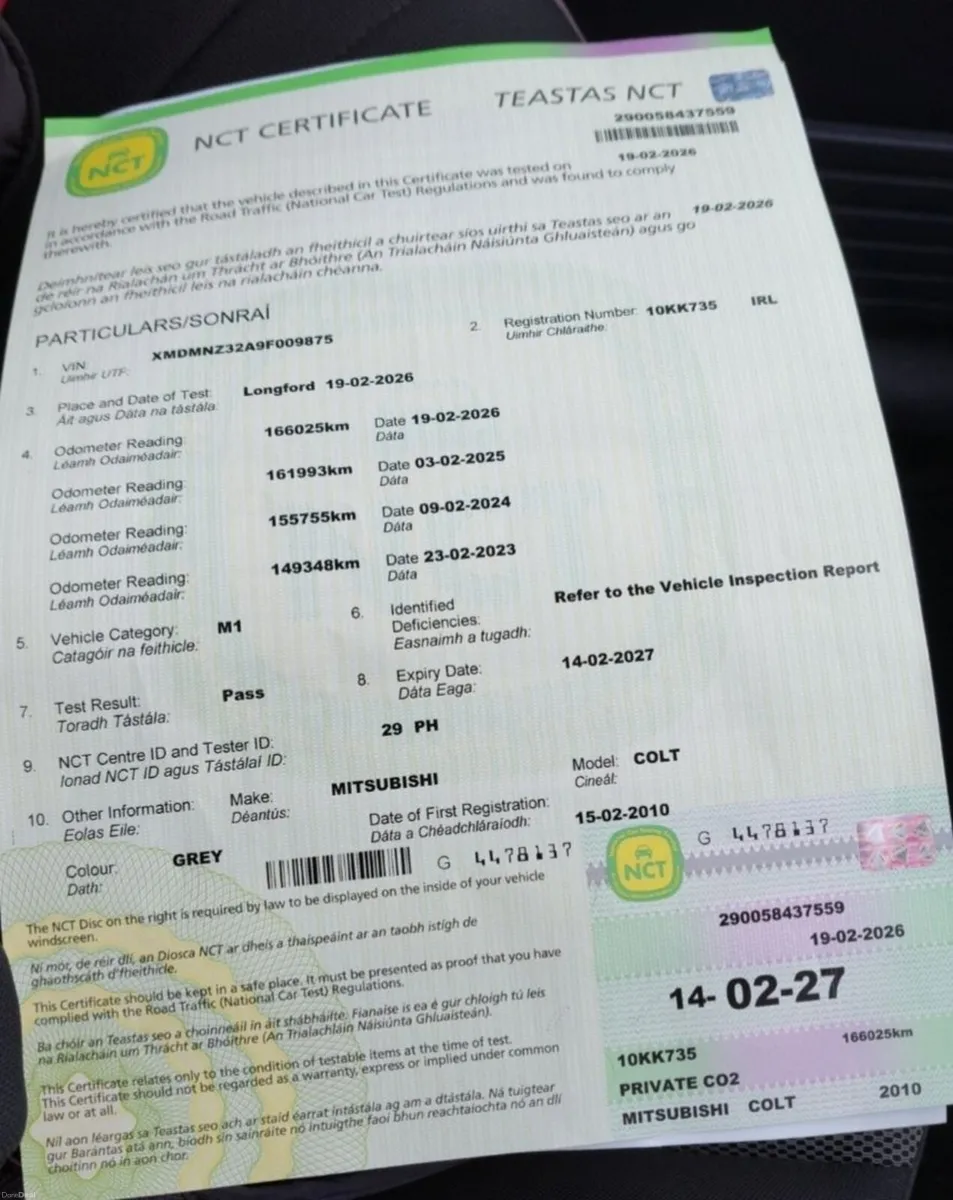 NCT
NCT CERTIFICATE
TEASTAS NCT
290058437559
19-02-2026
It is hereby certified that the vehicle described in this Certificate was tested on
in accordance with the Road Traffic (National Car Test) Regulations and was found to comply
therewith.
19-02-2026
Deimhnítear leis seo gur tástáladh an fheithicil a chuirtear síos uirthi sa Teastas seo ar an
de réir na Rialachán um Thrácht ar Bhóithre (An Trialacháin Náisiúnta Ghluaisteán) agus go
gcloíonn an fheithicil leis na rialacháin chéanna.
PARTICULARS/SONRAÍ
1. VIN: XMDMNZ32A9F009875
Uimhir UTF:
2. Registration Number: 10KK735 IRL
Uimhir Chláraithe:
3. Place and Date of Test: Longford 19-02-2026
Áit agus Dáta na tástála:
4. Odometer Reading: 166025km Date 19-02-2026
Léamh Odaiméadair: Dáta
Odometer Reading: 161993km Date 03-02-2025
Léamh Odaiméadair: Dáta
Odometer Reading: 155755km Date 09-02-2024
Léamh Odaiméadair: Dáta
Odometer Reading: 149348km Date 23-02-2023
Léamh Odaiméadair: Dáta
5. Vehicle Category: M1
Catagóir na feithicle:
6. Identified
Deficiencies: Refer to the Vehicle Inspection Report
Easnaimh a tugadh:
7. Test Result: Pass
Toradh Tástála:
8. Expiry Date: 14-02-2027
Dáta Eaga:
9. NCT Centre ID and Tester ID: 29 PH
Ionad NCT ID agus Tástálaí ID:
10. Other Information:
Eolas Eile:
Make: MITSUBISHI
Déantús:
Model: COLT
Cineál:
Date of First Registration: 15-02-2010
Dáta a Chéadchláraíodh:
Colour: GREY
Dath:
G 4478137
The NCT Disc on the right is required by law to be displayed on the inside of your vehicle
windscreen.
Ní mór, de réir dlí, an Diosca NCT ar dheis a thaispeáint ar an taobh istigh de
ghaothscáth d'fheithicle.
This Certificate should be kept in a safe place. It must be presented as proof that you have
complied with the Road Traffic (National Car Test) Regulations.
Ba chóir an Teastas seo a choinneáil in áit shábháilte. Fianaise is ea é gur chloigh tú leis
na Rialacháin um Thrácht ar Bhóithre (An Trialachláin Náisiúnta Ghluaisteán).
This Certificate relates only to the condition of testable items at the time of test.
This Certificate should not be regarded as a warranty, express or implied under common
law or at all.
Níl aon léargas sa Teastas seo ach ar staid éarraí intástála ag am a dtástála. Ná tuigtear
gur Barántas atá ann, bíodh sin sainráite nó intuigthe faoi bhun reachtaíochta nó an dlí
choitinn nó in aon chor.
NCT
G 4478137
290058437559
19-02-2026
14-02-27
166025km
10KK735
PRIVATE CO2
MITSUBISHI COLT 2010
DoneDeal